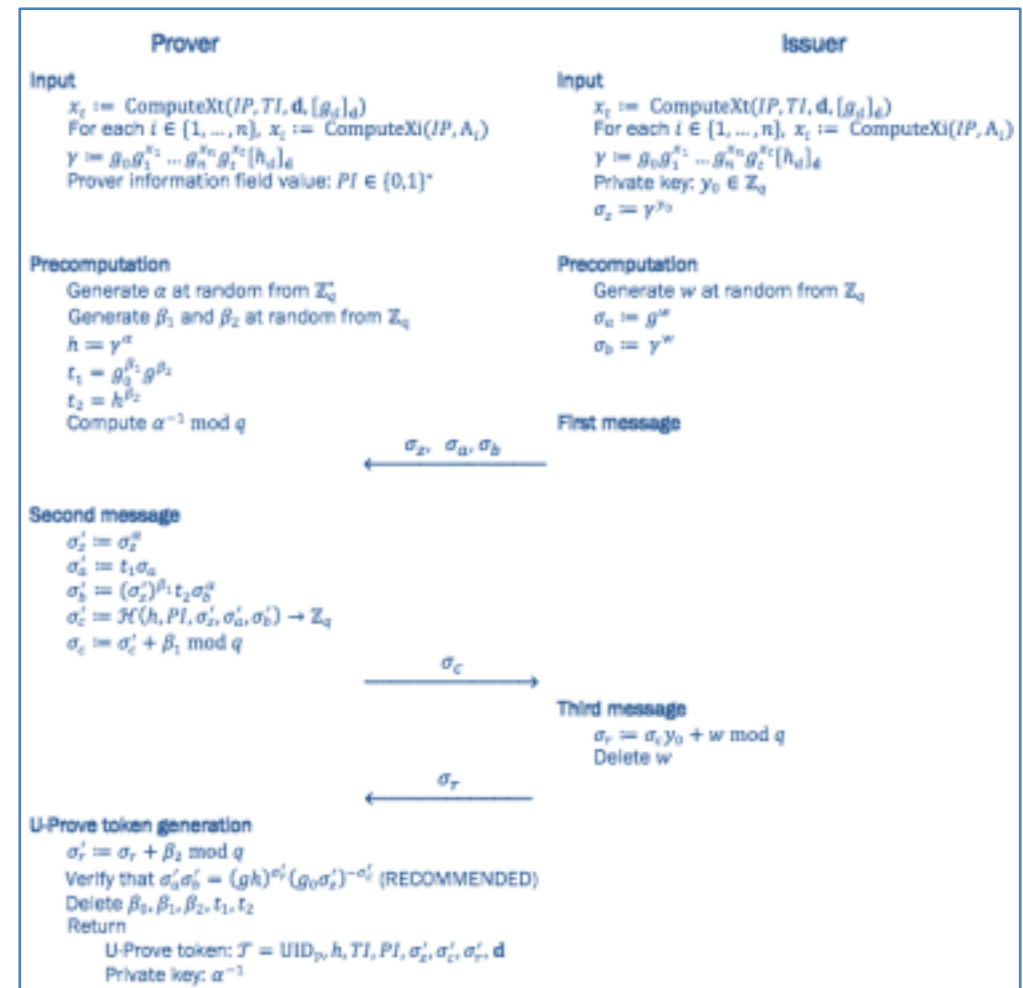 Prover
Input
x_t := ComputeXt(IP, TI, d, [g_d]_d)
For each i ∈ {1, …, n}, x_i := ComputeXi(IP, A_i)
γ := g_0 g_1^{x_1} … g_n^{x_n} g_t^{x_t} [h_d]_d
Prover information field value: PI ∈ {0,1}*
Precomputation
Generate α at random from ℤ_q^*
Generate β_1 and β_2 at random from ℤ_q
h := γ^α
t_1 = g_0^{β_1} g^{β_2}
t_2 = h^{β_2}
Compute α^{-1} mod q
Issuer
Input
x_t := ComputeXt(IP, TI, d, [g_d]_d)
For each i ∈ {1, …, n}, x_i := ComputeXi(IP, A_i)
γ := g_0 g_1^{x_1} … g_n^{x_n} g_t^{x_t} [h_d]_d
Private key: y_0 ∈ ℤ_q
σ_z := γ^{y_0}
Precomputation
Generate w at random from ℤ_q
σ_a := g^w
σ_b := γ^w
First message
σ_z, σ_a, σ_b
Second message
σ'_z := σ_z^α
σ'_a := t_1 σ_a
σ'_b := (σ'_z)^{β_1} t_2 σ_b^α
σ'_c := ℋ(h, PI, σ'_z, σ'_a, σ'_b) → ℤ_q
σ_c := σ'_c + β_1 mod q
σ_c
Third message
σ_r := σ_c y_0 + w mod q
Delete w
σ_r
U-Prove token generation
σ'_r := σ_r + β_2 mod q
Verify that σ'_a σ'_b = (gh)^{σ'_r} (g_0 σ'_z)^{-σ'_c} (RECOMMENDED)
Delete β_0, β_1, β_2, t_1, t_2
Return
U-Prove token: 𝒯 = UID_p, h, TI, PI, σ'_z, σ'_c, σ'_r, d
Private key: α^{-1}